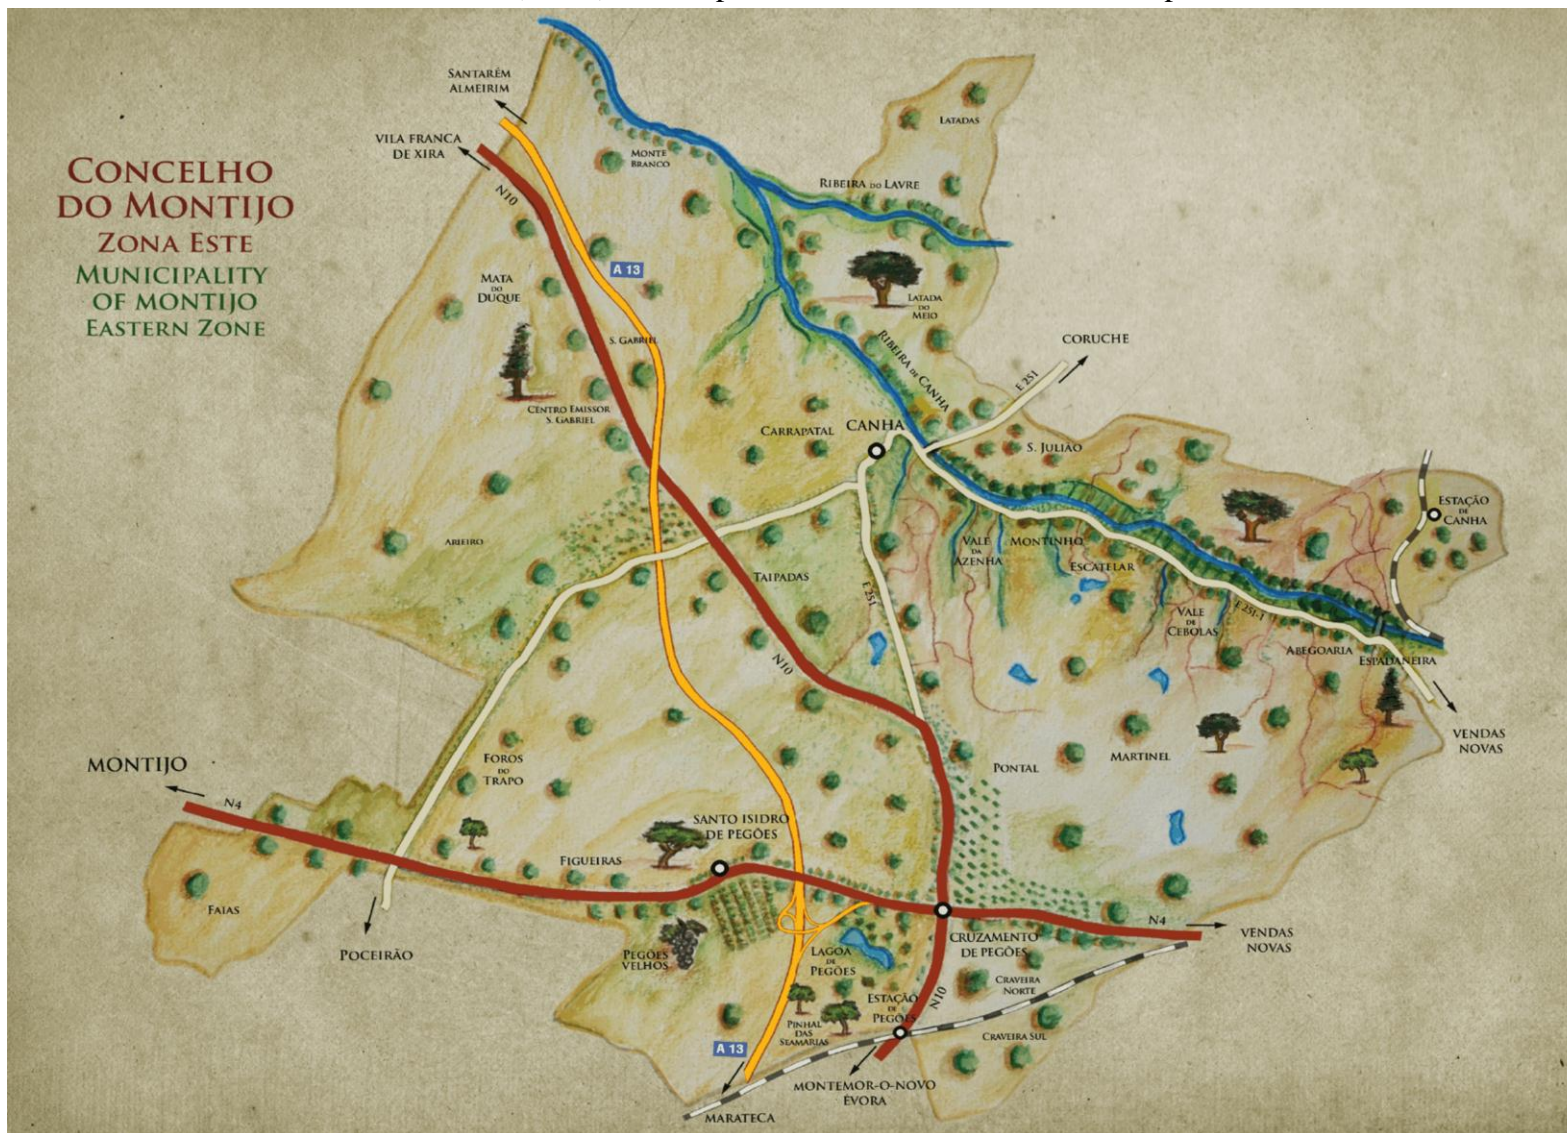 SANTARÉM
ALMEIRIM
VILA FRANCA
DE XIRA
CONCELHO
DO MONTIJO
ZONA ESTE
MUNICIPALITY
OF MONTIJO
EASTERN ZONE
N10
MONTE
BRANCO
LATADAS
RIBEIRA DO LAVRE
A 13
MATA
DO
DUQUE
S. GABRIEL
LATADA
DO
MEIO
RIBEIRA DE CANHA
CORUCHE
E 251
CENTRO EMISSOR
S. GABRIEL
CARRAPATAL
CANHA
S. JULIÃO
ESTAÇÃO
DE
CANHA
ARIEIRO
TAIPADAS
E 251
VALE
DA
AZENHA
MONTINHO
ESCATELAR
VALE
DE
CEBOLAS
E 251-1
ABEGOARIA
ESPADANEIRA
N10
VENDAS
NOVAS
FOROS
DO
TRAPO
PONTAL
MARTINEL
MONTIJO
N4
SANTO ISIDRO
DE PEGÕES
FIGUEIRAS
FAIAS
POCEIRÃO
PEGÕES
VELHOS
LAGOA
DE
PEGÕES
CRUZAMENTO
DE PEGÕES
N4
VENDAS
NOVAS
CRAVEIRA
NORTE
ESTAÇÃO
DE
PEGÕES
N10
PINHAL
DAS
CRAVEIRA SUL
A 13
MONTEMOR-O-NOVO
ÉVORA
MARATECA